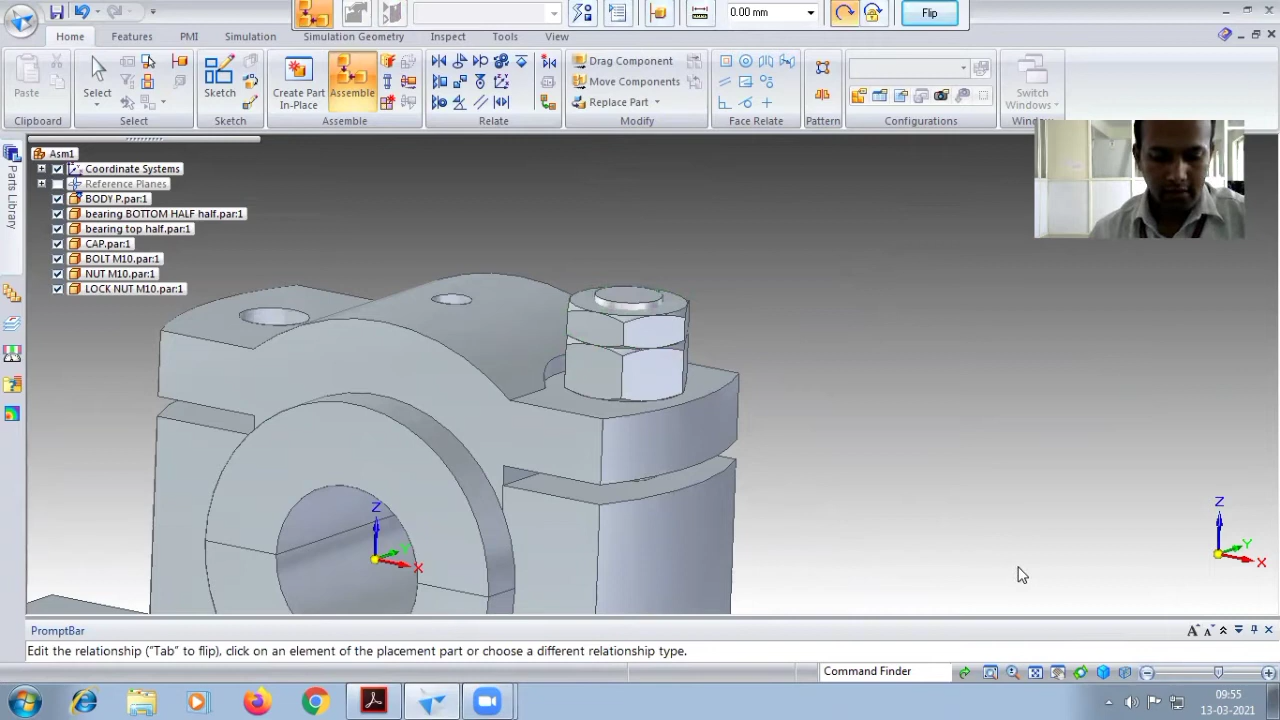 0.00 mm
Flip
Home
Features
PMI
Simulation
Simulation Geometry
Inspect
Tools
View
Paste
Clipboard
Select
Select
Sketch
Sketch
Create Part
In-Place
Assemble
Assemble
Relate
Drag Component
Move Components
Replace Part
Modify
Face Relate
Pattern
Configurations
Switch
Windows
Window
Parts Library
Asm1
Coordinate Systems
Reference Planes
BODY P.par:1
bearing BOTTOM HALF half.par:1
bearing top half.par:1
CAP.par:1
BOLT M10.par:1
NUT M10.par:1
LOCK NUT M10.par:1
Z
Y
X
Z
Y
X
PromptBar
Edit the relationship ("Tab" to flip), click on an element of the placement part or choose a different relationship type.
Command Finder
09:55
13-03-2021